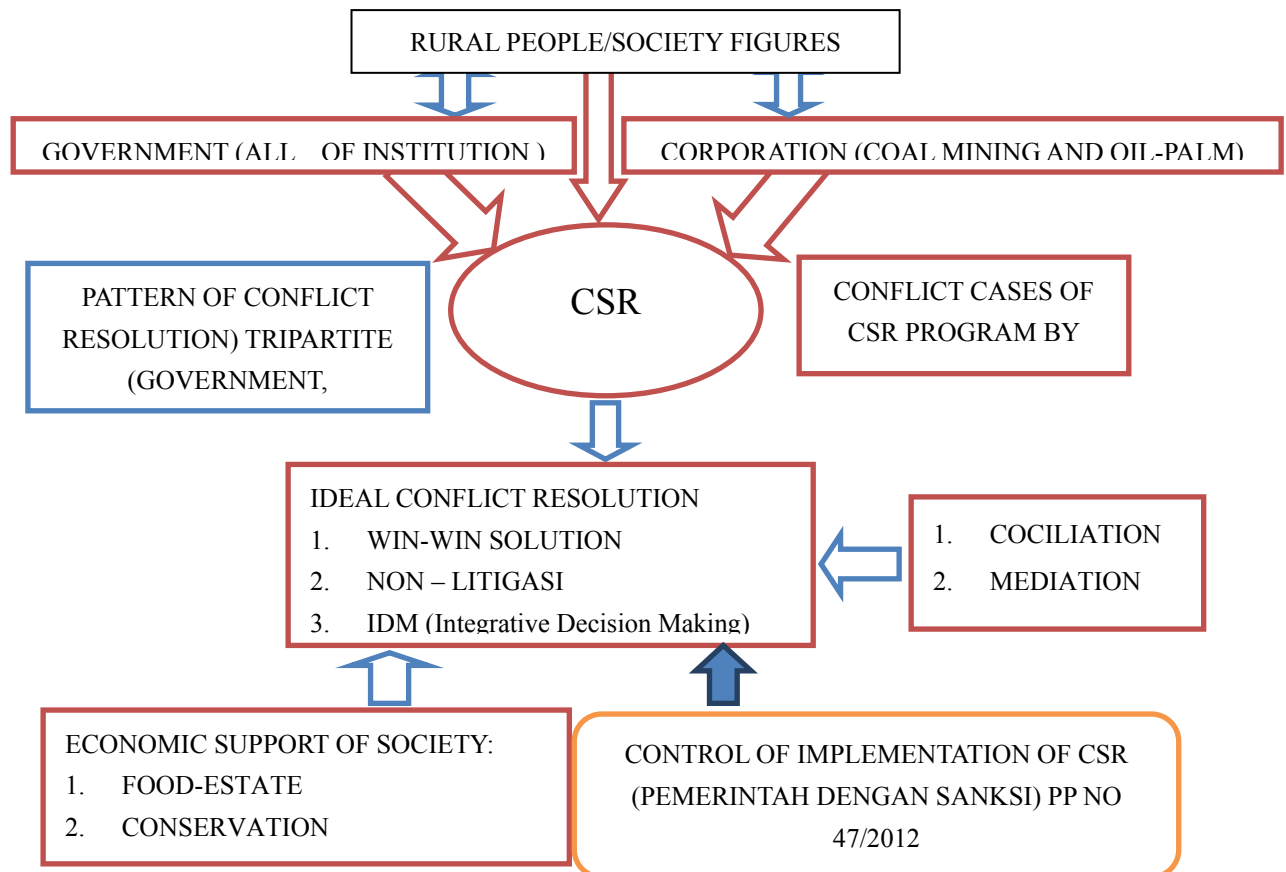 RURAL PEOPLE/SOCIETY FIGURES
GOVERNMENT (ALL OF INSTITUTION )
CORPORATION (COAL MINING AND OIL-PALM)
CSR
PATTERN OF CONFLICT
RESOLUTION) TRIPARTITE
(GOVERNMENT,
CONFLICT CASES OF
CSR PROGRAM BY
IDEAL CONFLICT RESOLUTION
1. WIN-WIN SOLUTION
2. NON – LITIGASI
3. IDM (Integrative Decision Making)
1. COCILIATION
2. MEDIATION
ECONOMIC SUPPORT OF SOCIETY:
1. FOOD-ESTATE
2. CONSERVATION
CONTROL OF IMPLEMENTATION OF CSR
(PEMERINTAH DENGAN SANKSI) PP NO
47/2012